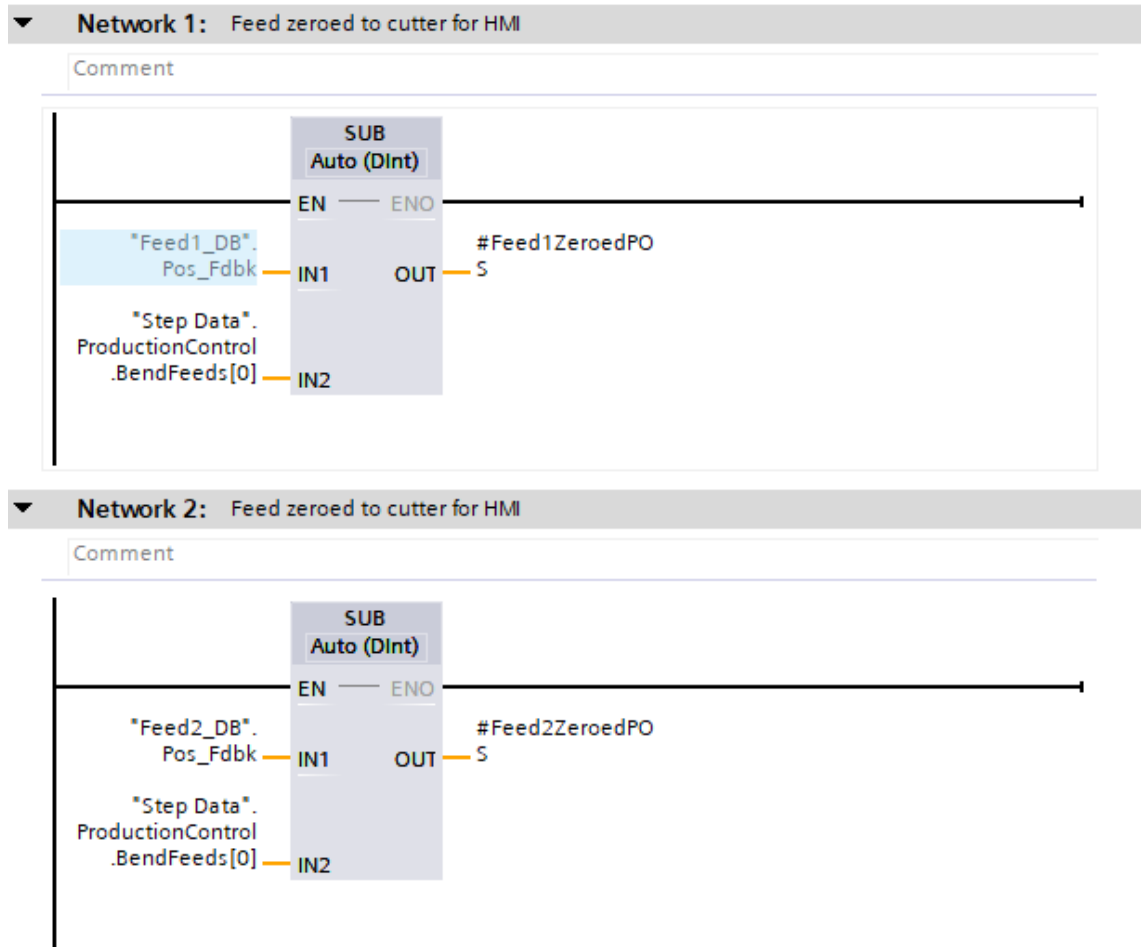 Network 1: Feed zeroed to cutter for HMI
Comment
SUB
Auto (DInt)
EN ENO
"Feed1_DB".
Pos_Fdbk IN1 OUT #Feed1ZeroedPO
S
"Step Data".
ProductionControl
.BendFeeds[0] IN2
Network 2: Feed zeroed to cutter for HMI
Comment
SUB
Auto (DInt)
EN ENO
"Feed2_DB".
Pos_Fdbk IN1 OUT #Feed2ZeroedPO
S
"Step Data".
ProductionControl
.BendFeeds[0] IN2